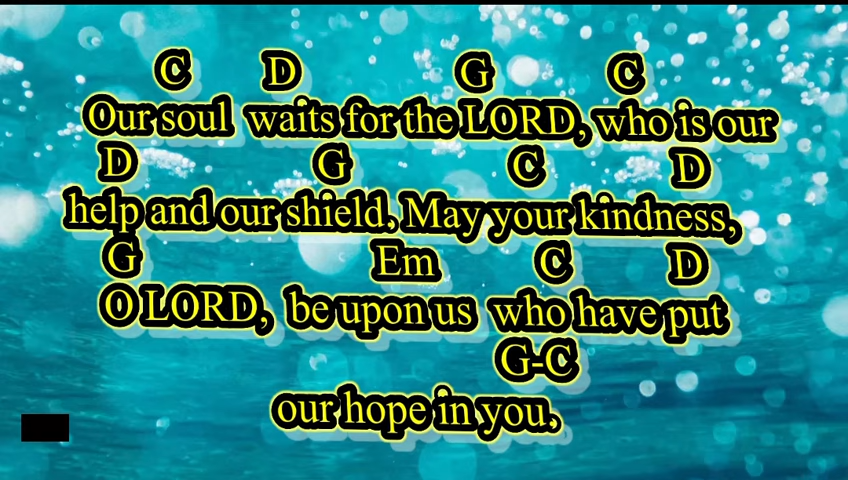 C D G C
Our soul waits for the LORD, who is our
D G C D
help and our shield. May your kindness,
G Em C D
O LORD, be upon us who have put
G-C
our hope in you.